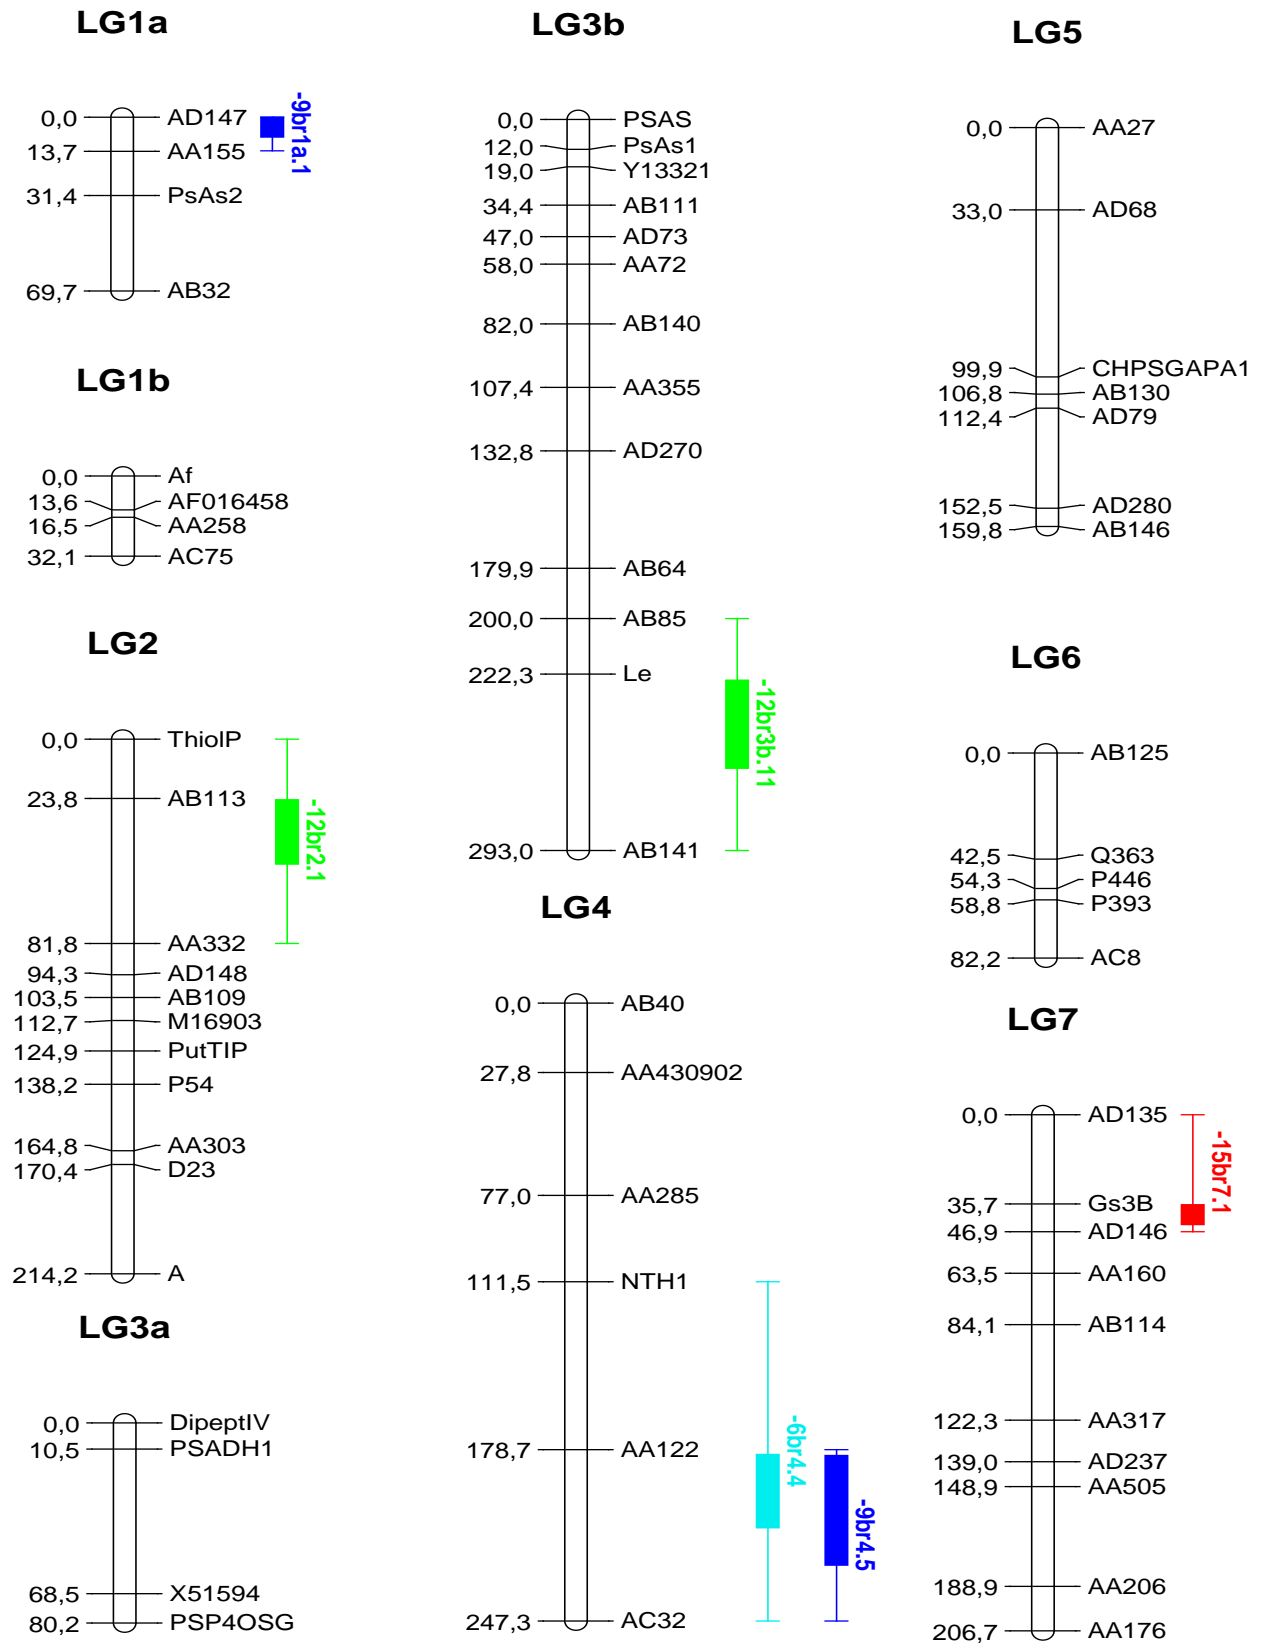 LG1a
0,0 AD147
13,7 AA155
31,4 PsAs2
69,7 AB32
-9br1a.1
LG1b
0,0 Af
13,6 AF016458
16,5 AA258
32,1 AC75
LG2
0,0 ThiolP
23,8 AB113
81,8 AA332
94,3 AD148
103,5 AB109
112,7 M16903
124,9 PutTIP
138,2 P54
164,8 AA303
170,4 D23
214,2 A
-12br2.1
LG3a
0,0 DipeptIV
10,5 PSADH1
68,5 X51594
80,2 PSP4OSG
LG3b
0,0 PSAS
12,0 PsAs1
19,0 Y13321
34,4 AB111
47,0 AD73
58,0 AA72
82,0 AB140
107,4 AA355
132,8 AD270
179,9 AB64
200,0 AB85
222,3 Le
293,0 AB141
-12br3b.11
LG4
0,0 AB40
27,8 AA430902
77,0 AA285
111,5 NTH1
178,7 AA122
247,3 AC32
-6br4.4
-9br4.5
LG5
0,0 AA27
33,0 AD68
99,9 CHPSGAPA1
106,8 AB130
112,4 AD79
152,5 AD280
159,8 AB146
LG6
0,0 AB125
42,5 Q363
54,3 P446
58,8 P393
82,2 AC8
LG7
0,0 AD135
35,7 Gs3B
46,9 AD146
63,5 AA160
84,1 AB114
122,3 AA317
139,0 AD237
148,9 AA505
188,9 AA206
206,7 AA176
-15br7.1